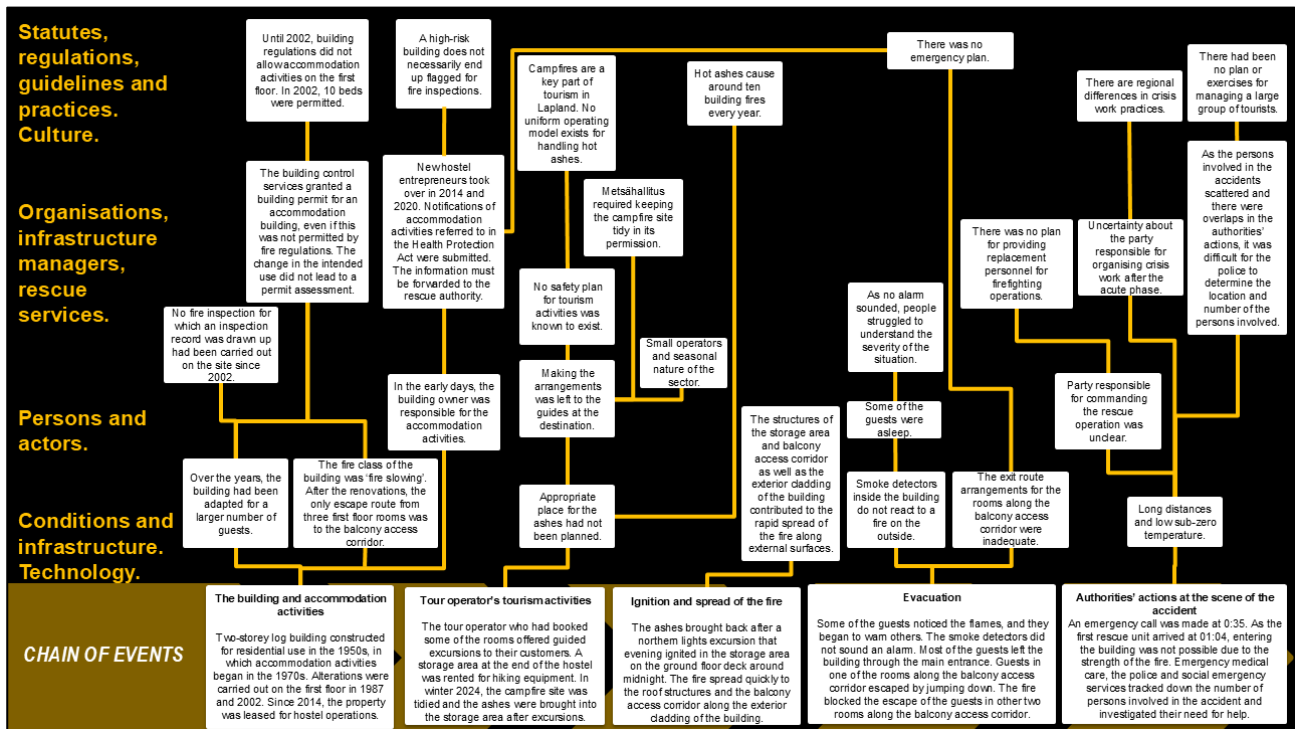 Statutes,
regulations,
guidelines and
practices.
Culture.
Organisations,
infrastructure
managers,
rescue
services.
Persons and
actors.
Conditions and
infrastructure.
Technology.
Until 2002, building
regulations did not
allow accommodation
activities on the first
floor. In 2002, 10 beds
were permitted.
A high-risk
building does not
necessarily end
up flagged for
fire inspections.
Campfires are a
key part of
tourism in
Lapland. No
uniform operating
model exists for
handling hot
ashes.
Hot ashes cause
around ten
building fires
every year.
There was no
emergency plan.
There are regional
differences in crisis
work practices.
There had been
no plan or
exercises for
managing a large
group of tourists.
The building control
services granted a
building permit for an
accommodation
building, even if this
was not permitted by
fire regulations. The
change in the intended
use did not lead to a
permit assessment.
New hostel
entrepreneurs took
over in 2014 and
2020. Notifications of
accommodation
activities referred to in
the Health Protection
Act were submitted.
The information must
be forwarded to the
rescue authority.
Metsähallitus
required keeping
the campfire site
tidy in its
permission.
No safety plan
for tourism
activities was
known to exist.
As no alarm
sounded, people
struggled to
understand the
severity of the
situation.
There was no plan
for providing
replacement
personnel for
firefighting
operations.
Uncertainty about the
party responsible for
organising crisis
work after the
acute phase.
As the persons
involved in the
accidents
scattered and
there were
overlaps in the
authorities'
actions, it was
difficult for the
police to
determine the
location and
number of the
persons involved.
No fire inspection for
which an inspection
record was drawn up
had been carried out
on the site since
2002.
In the early days, the
building owner was
responsible for the
accommodation
activities.
Making the
arrangements
was left to the
guides at the
destination.
Small operators
and seasonal
nature of the
sector.
Some of the
guests were
asleep.
Party responsible
for commanding
the rescue
operation was
unclear.
Over the years, the
building had been
adapted for a
larger number of
guests.
The fire class of the
building was ‘fire slowing’.
After the renovations, the
only escape route from
three first floor rooms was
to the balcony access
corridor.
Appropriate
place for the
ashes had not
been planned.
The structures of
the storage area
and balcony
access corridor
as well as the
exterior cladding
of the building
contributed to the
rapid spread of
the fire along
external surfaces.
Smoke detectors
inside the building
do not react to a
fire on the
outside.
The exit route
arrangements for the
rooms along the
balcony access
corridor were
inadequate.
Long distances
and low sub-zero
temperature.
CHAIN OF EVENTS
The building and accommodation
activities
Two-storey log building constructed
for residential use in the 1950s, in
which accommodation activities
began in the 1970s. Alterations were
carried out on the first floor in 1987
and 2002. Since 2014, the property
was leased for hostel operations.
Tour operator's tourism activities
The tour operator who had booked
some of the rooms offered guided
excursions to their customers. A
storage area at the end of the hostel
was rented for hiking equipment. In
winter 2024, the campfire site was
tidied and the ashes were brought into
the storage area after excursions.
Ignition and spread of the fire
The ashes brought back after a
northern lights excursion that
evening ignited in the storage area
on the ground floor deck around
midnight. The fire spread quickly to
the roof structures and the balcony
access corridor along the exterior
cladding of the building.
Evacuation
Some of the guests noticed the flames, and they
began to warn others. The smoke detectors did
not sound an alarm. Most of the guests left the
building through the main entrance. Guests in
one of the rooms along the balcony access
corridor escaped by jumping down. The fire
blocked the escape of the guests in other two
rooms along the balcony access corridor.
Authorities' actions at the scene of the
accident
An emergency call was made at 0:35. As the
first rescue unit arrived at 01:04, entering
the building was not possible due to the
strength of the fire. Emergency medical
care, the police and social emergency
services tracked down the number of
persons involved in the accident and
investigated their need for help.